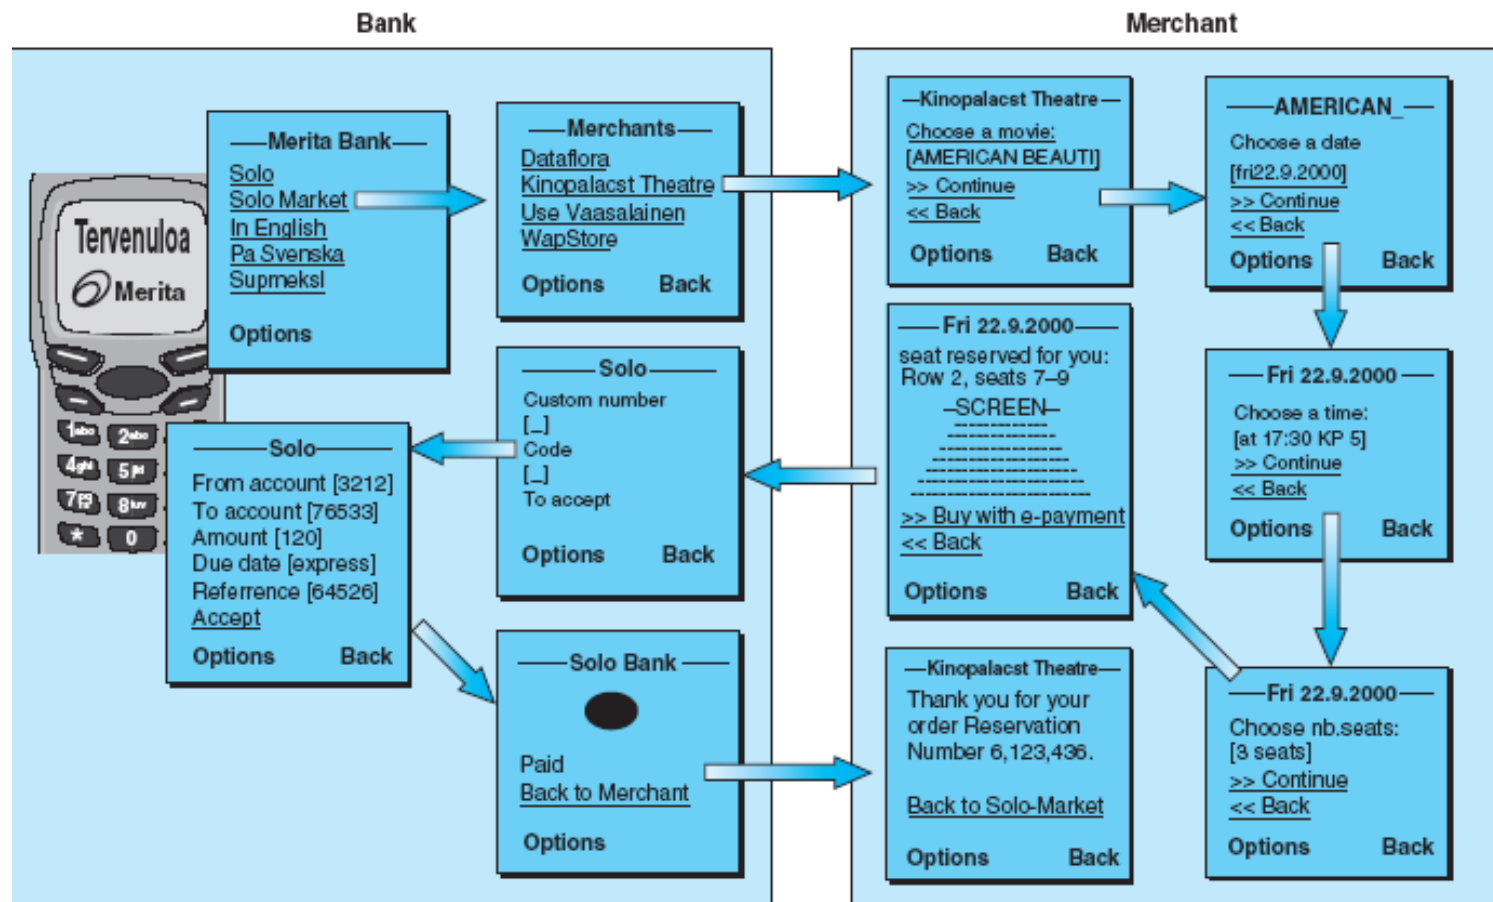 Bank
Merchant
Tervenuloa
Merita
1abc 2abc
5
8
* 0
Merita Bank
Solo
Solo Market
In English
Pa Svenska
Supmeksl
Options
Merchants
Dataflora
Kinopalacst Theatre
Use Vaasalainen
WapStore
Options Back
Kinopalacst Theatre
Choose a movie:
[AMERICAN BEAUTI]
>> Continue
<< Back
Options Back
AMERICAN_
Choose a date
[fri22.9.2000]
>> Continue
<< Back
Options Back
Fri 22.9.2000
Choose a time:
[at 17:30 KP 5]
>> Continue
<< Back
Options Back
Fri 22.9.2000
Choose nb.seats:
[3 seats]
>> Continue
<< Back
Options Back
Fri 22.9.2000
seat reserved for you:
Row 2, seats 7–9
SCREEN
>> Buy with e-payment
<< Back
Options Back
Solo
Custom number
[_]
Code
[_]
To accept
Options Back
Solo
From account [3212]
To account [76533]
Amount [120]
Due date [express]
Referrence [64526]
Accept
Options Back
Solo Bank
Paid
Back to Merchant
Options
Kinopalacst Theatre
Thank you for your
order Reservation
Number 6,123,436.
Back to Solo-Market
Options Back